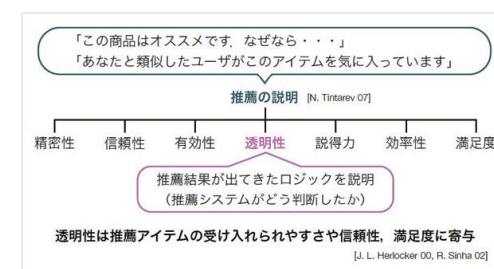 「この商品はオススメです．なぜなら・・・」
「あなたと類似したユーザがこのアイテムを気に入っています」
推薦の説明 [N. Tintarev 07]
精密性 信頼性 有効性 透明性 説得力 効率性 満足度
推薦結果が出てきたロジックを説明
（推薦システムがどう判断したか）
透明性は推薦アイテムの受け入れられやすさや信頼性，満足度に寄与
[J. L. Herlocker 00, R. Sinha 02]